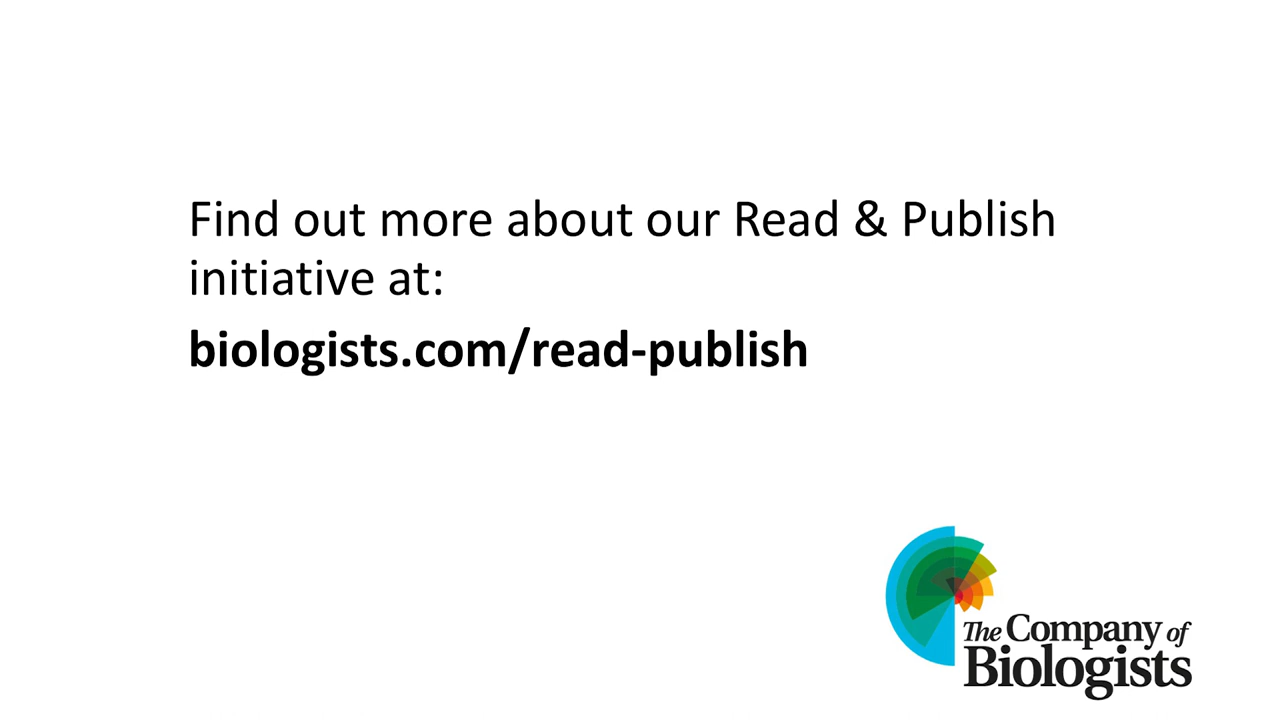 Find out more about our Read & Publish
initiative at:
biologists.com/read-publish
The Company of
Biologists